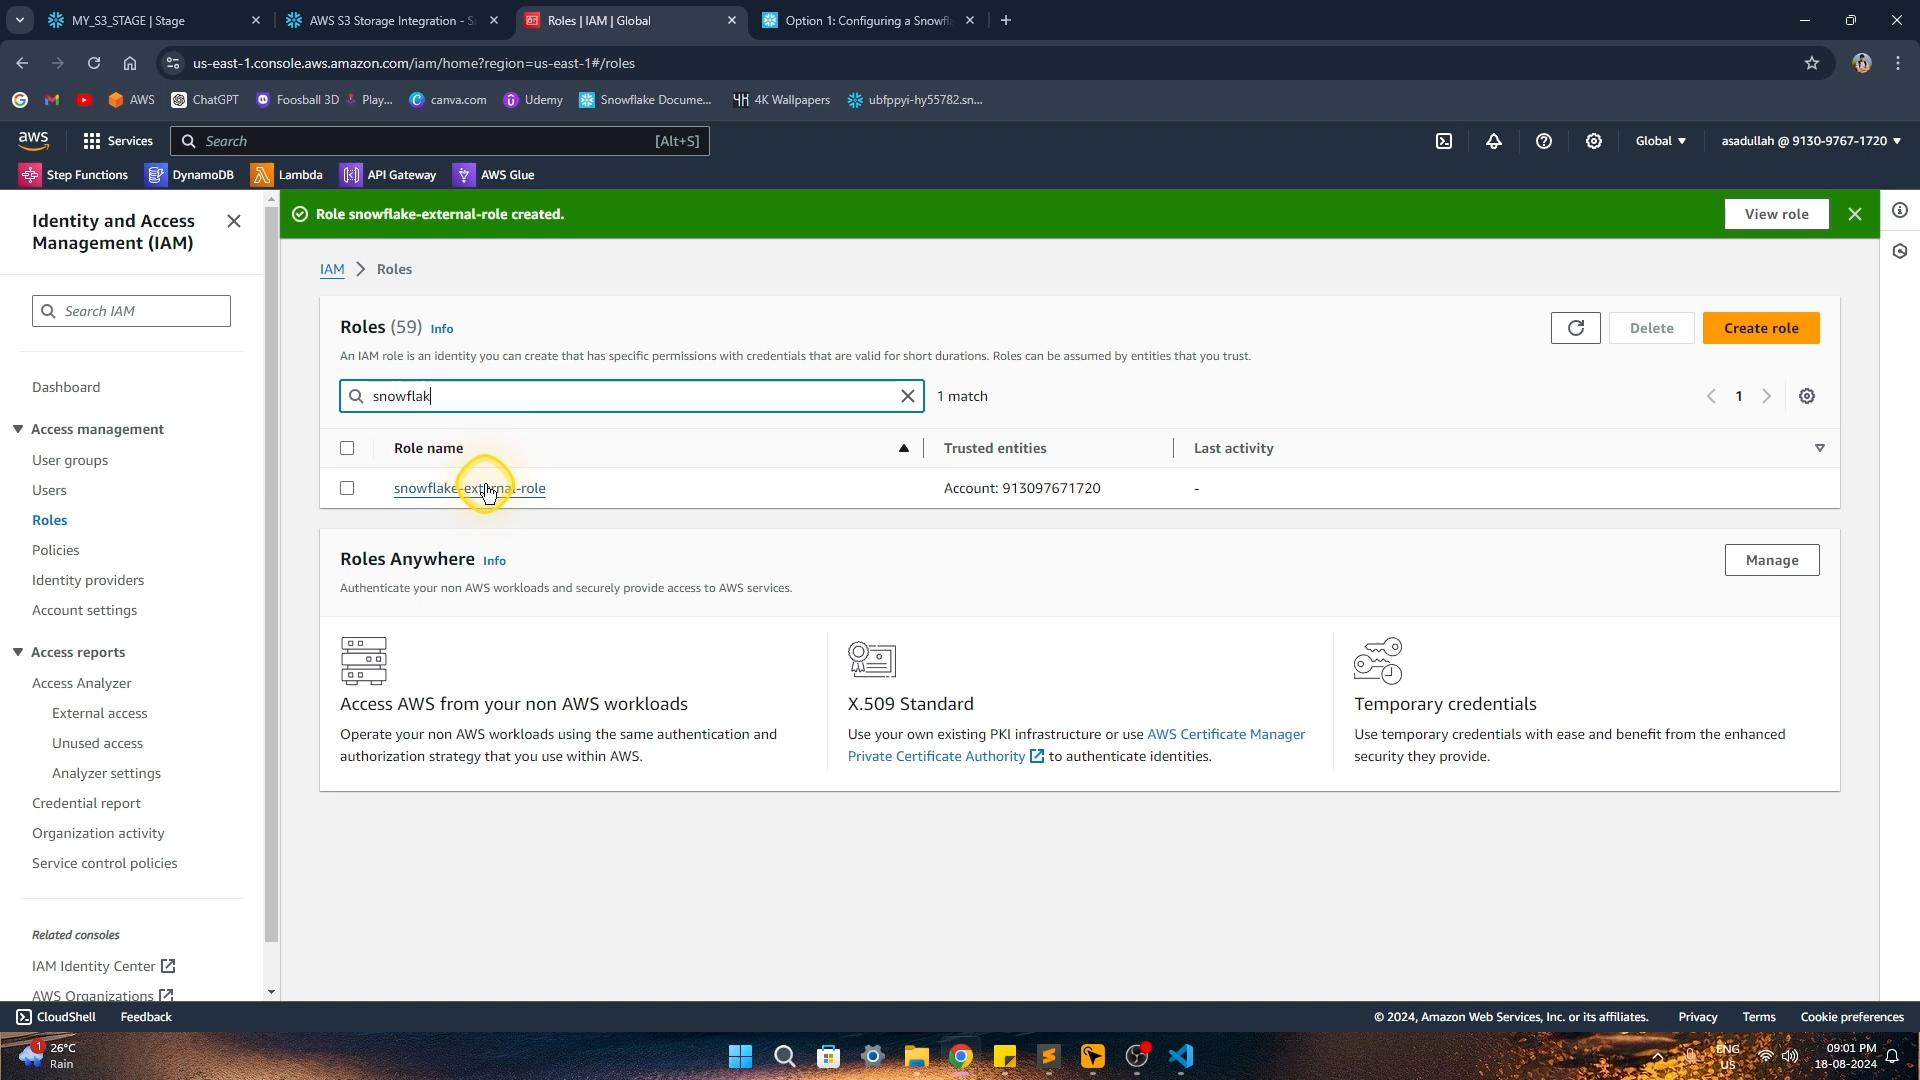 MY_S3_STAGE | Stage
AWS S3 Storage Integration - S
Roles | IAM | Global
Option 1: Configuring a Snowfl
us-east-1.console.aws.amazon.com/iam/home?region=us-east-1#/roles
AWS
ChatGPT
Foosball 3D
Play...
canva.com
Udemy
Snowflake Docume...
4K Wallpapers
ubfppyi-hy55782.sn...
aws
Services
Search
[Alt+S]
Global
asadullah @ 9130-9767-1720
Step Functions
DynamoDB
Lambda
API Gateway
AWS Glue
Identity and Access
Management (IAM)
Search IAM
Dashboard
Access management
User groups
Users
Roles
Policies
Identity providers
Account settings
Access reports
Access Analyzer
External access
Unused access
Analyzer settings
Credential report
Organization activity
Service control policies
Related consoles
IAM Identity Center
AWS Organizations
Role snowflake-external-role created.
View role
IAM
Roles
Roles (59) Info
Delete
Create role
An IAM role is an identity you can create that has specific permissions with credentials that are valid for short durations. Roles can be assumed by entities that you trust.
snowflak
1 match
1
Role name
Trusted entities
Last activity
snowflake-external-role
Account: 913097671720
-
Roles Anywhere Info
Manage
Authenticate your non AWS workloads and securely provide access to AWS services.
Access AWS from your non AWS workloads
Operate your non AWS workloads using the same authentication and
authorization strategy that you use within AWS.
X.509 Standard
Use your own existing PKI infrastructure or use AWS Certificate Manager
Private Certificate Authority to authenticate identities.
Temporary credentials
Use temporary credentials with ease and benefit from the enhanced
security they provide.
CloudShell
Feedback
© 2024, Amazon Web Services, Inc. or its affiliates.
Privacy
Terms
Cookie preferences
1
26°C
Rain
ENG
US
09:01 PM
18-08-2024